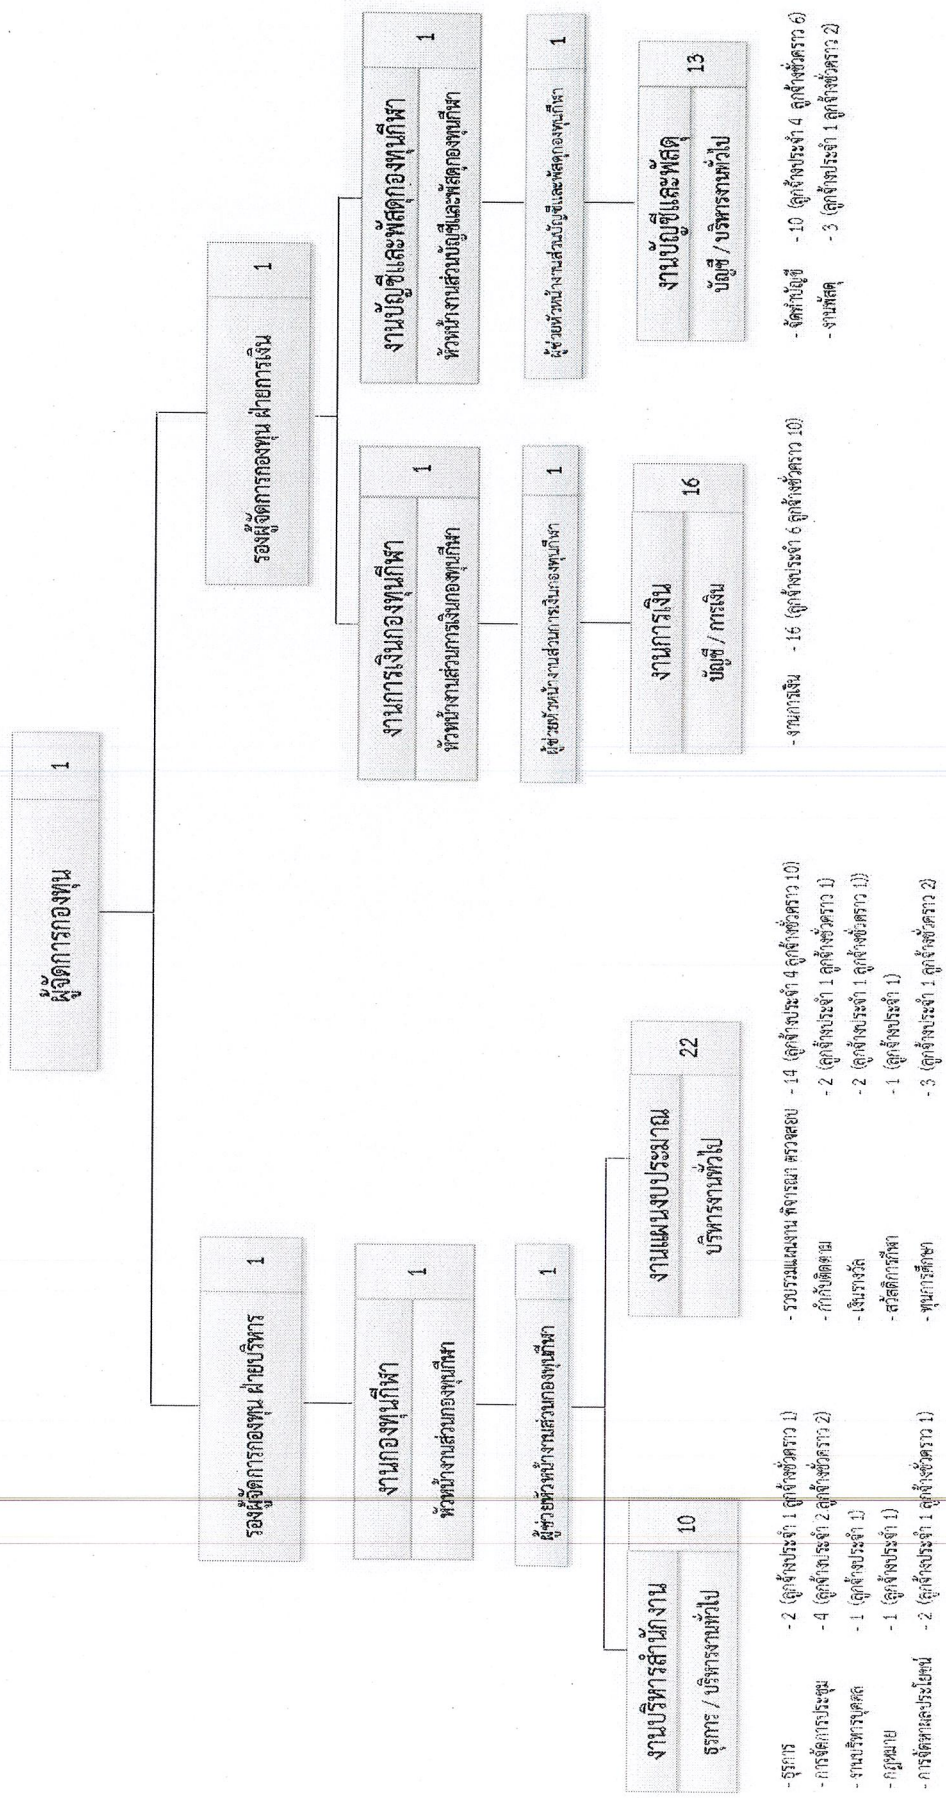 ผู้จัดการกองทุน 1
รองผู้จัดการกองทุน ฝ่ายบริหาร 1
รองผู้จัดการกองทุน ฝ่ายการเงิน 1
งานกองทุนกีฬา 1
หัวหน้างานส่วนกองทุนกีฬา
งานการเงินกองทุนกีฬา 1
หัวหน้างานส่วนการเงินกองทุนกีฬา
งานบัญชีและพัสดุกองทุนกีฬา 1
หัวหน้างานส่วนบัญชีและพัสดุกองทุนกีฬา
ผู้ช่วยหัวหน้างานส่วนกองทุนกีฬา 1
ผู้ช่วยหัวหน้างานส่วนการเงินกองทุนกีฬา 1
ผู้ช่วยหัวหน้างานส่วนบัญชีและพัสดุกองทุนกีฬา 1
งานบริหารสำนักงาน 10
ธุรการ / บริหารงานทั่วไป
งานแผนงบประมาณ 22
บริหารงานทั่วไป
งานการเงิน 16
บัญชี / การเงิน
งานบัญชีและพัสดุ 13
บัญชี / บริหารงานทั่วไป
- ธุรการ - 2 (ลูกจ้างประจำ 1 ลูกจ้างชั่วคราว 1)
- การจัดการประชุม - 4 (ลูกจ้างประจำ 2 ลูกจ้างชั่วคราว 2)
- งานบริหารบุคคล - 1 (ลูกจ้างประจำ 1)
- กฎหมาย - 1 (ลูกจ้างประจำ 1)
- การจัดหาผลประโยชน์ - 2 (ลูกจ้างประจำ 1 ลูกจ้างชั่วคราว 1)
- รวบรวมแผนงาน พิจารณา ตรวจสอบ - 14 (ลูกจ้างประจำ 4 ลูกจ้างชั่วคราว 10)
- กำกับติดตาม - 2 (ลูกจ้างประจำ 1 ลูกจ้างชั่วคราว 1)
- เงินรางวัล - 2 (ลูกจ้างประจำ 1 ลูกจ้างชั่วคราว 1))
- สวัสดิการกีฬา - 1 (ลูกจ้างประจำ 1)
- ทุนการศึกษา - 3 (ลูกจ้างประจำ 1 ลูกจ้างชั่วคราว 2)
- งานการเงิน - 16 (ลูกจ้างประจำ 6 ลูกจ้างชั่วคราว 10)
- จัดทำบัญชี - 10 (ลูกจ้างประจำ 4 ลูกจ้างชั่วคราว 6)
- งานพัสดุ - 3 (ลูกจ้างประจำ 1 ลูกจ้างชั่วคราว 2)